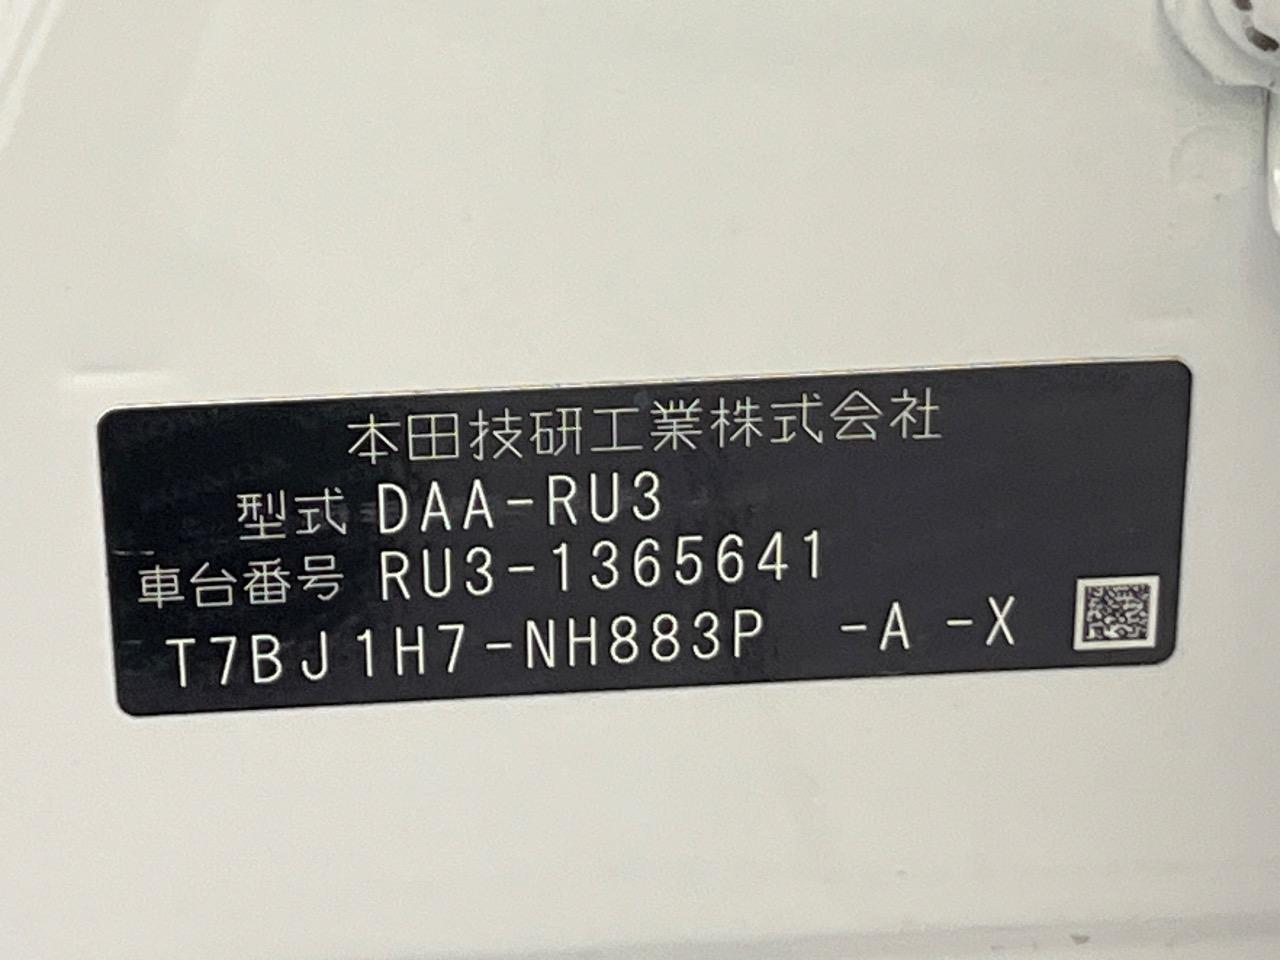 本田技研工業株式会社
型式 DAA-RU3
車台番号 RU3-1365641
T7BJ1H7-NH883P -A -X